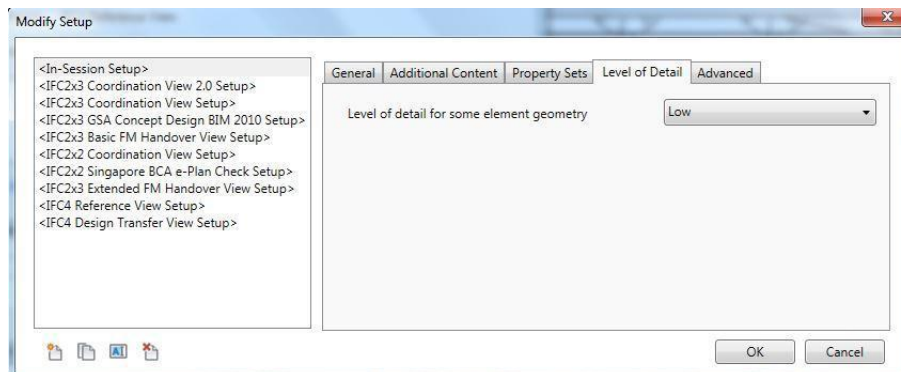 Modify Setup
<In-Session Setup>
<IFC2x3 Coordination View 2.0 Setup>
<IFC2x3 Coordination View Setup>
<IFC2x3 GSA Concept Design BIM 2010 Setup>
<IFC2x3 Basic FM Handover View Setup>
<IFC2x2 Coordination View Setup>
<IFC2x2 Singapore BCA e-Plan Check Setup>
<IFC2x3 Extended FM Handover View Setup>
<IFC4 Reference View Setup>
<IFC4 Design Transfer View Setup>
General Additional Content Property Sets Level of Detail Advanced
Level of detail for some element geometry Low
OK Cancel